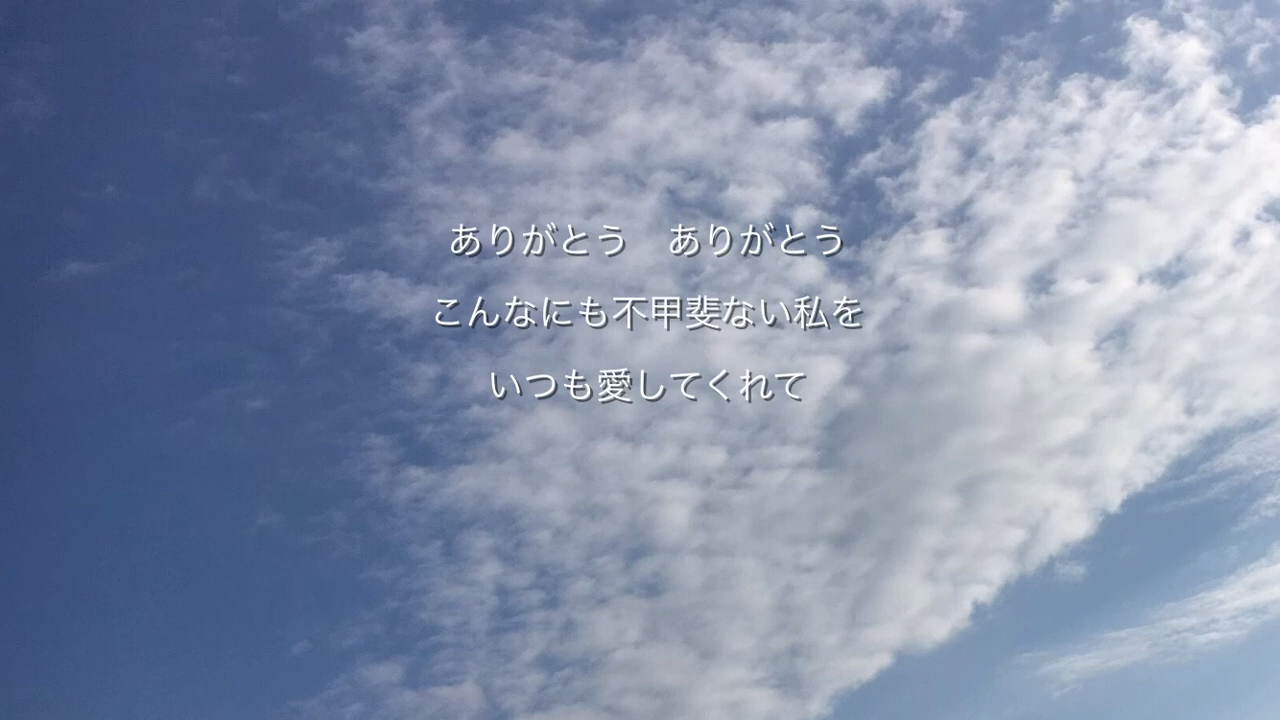 ありがとう　ありがとう
こんなにも不甲斐ない私を
いつも愛してくれて